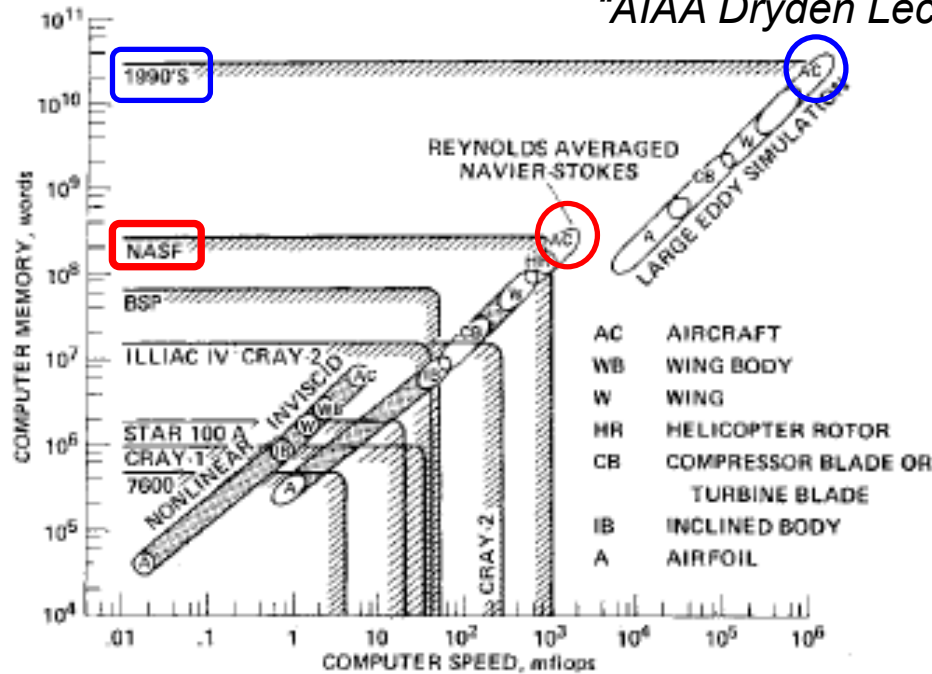 "AIAA Dryden Lec
10¹¹
1990'S
AC
10¹⁰
REYNOLDS AVERAGED
NAVIER-STOKES
CB
LARGE EDDY SIMULATION
10⁹
COMPUTER MEMORY, words
NASF
AC
HR
10⁸
BSP
CB
ILLIAC IV CRAY-2
10⁷
NONLINEAR INVISCID
WB
W
STAR 100 A
10⁶
CRAY-1
7600
10⁵
A
CRAY-2
10⁴
AC AIRCRAFT
WB WING BODY
W WING
HR HELICOPTER ROTOR
CB COMPRESSOR BLADE OR
TURBINE BLADE
IB INCLINED BODY
A AIRFOIL
.01 .1 1 10 10² 10³ 10⁴ 10⁵ 10⁶
COMPUTER SPEED, mflops